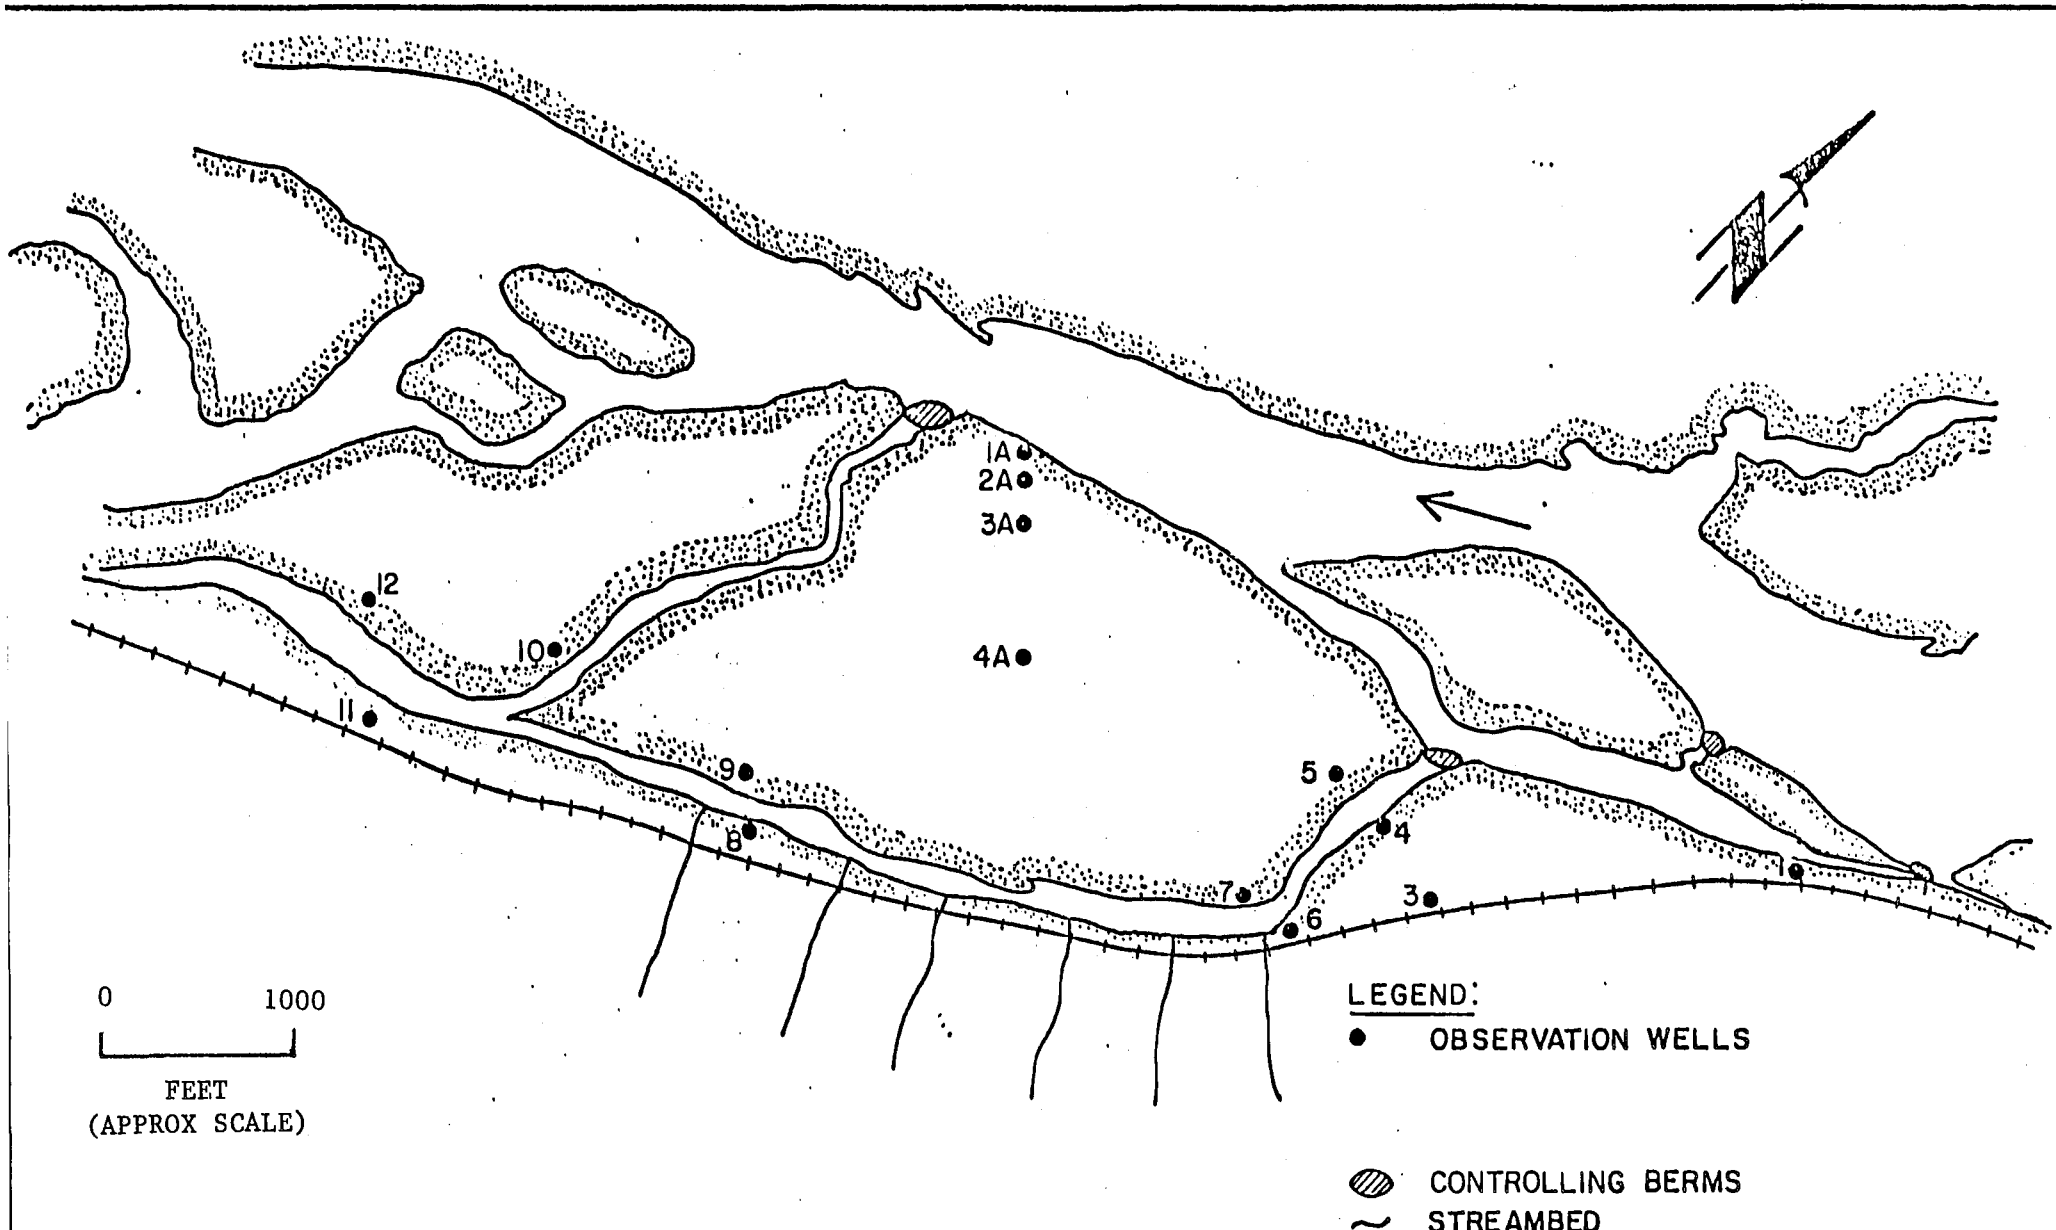 1A
2A
3A
12
10
4A
11
9
5
8
4
7
3
1
6
0 1000
FEET
(APPROX SCALE)
LEGEND:
OBSERVATION WELLS
CONTROLLING BERMS
STREAMBED